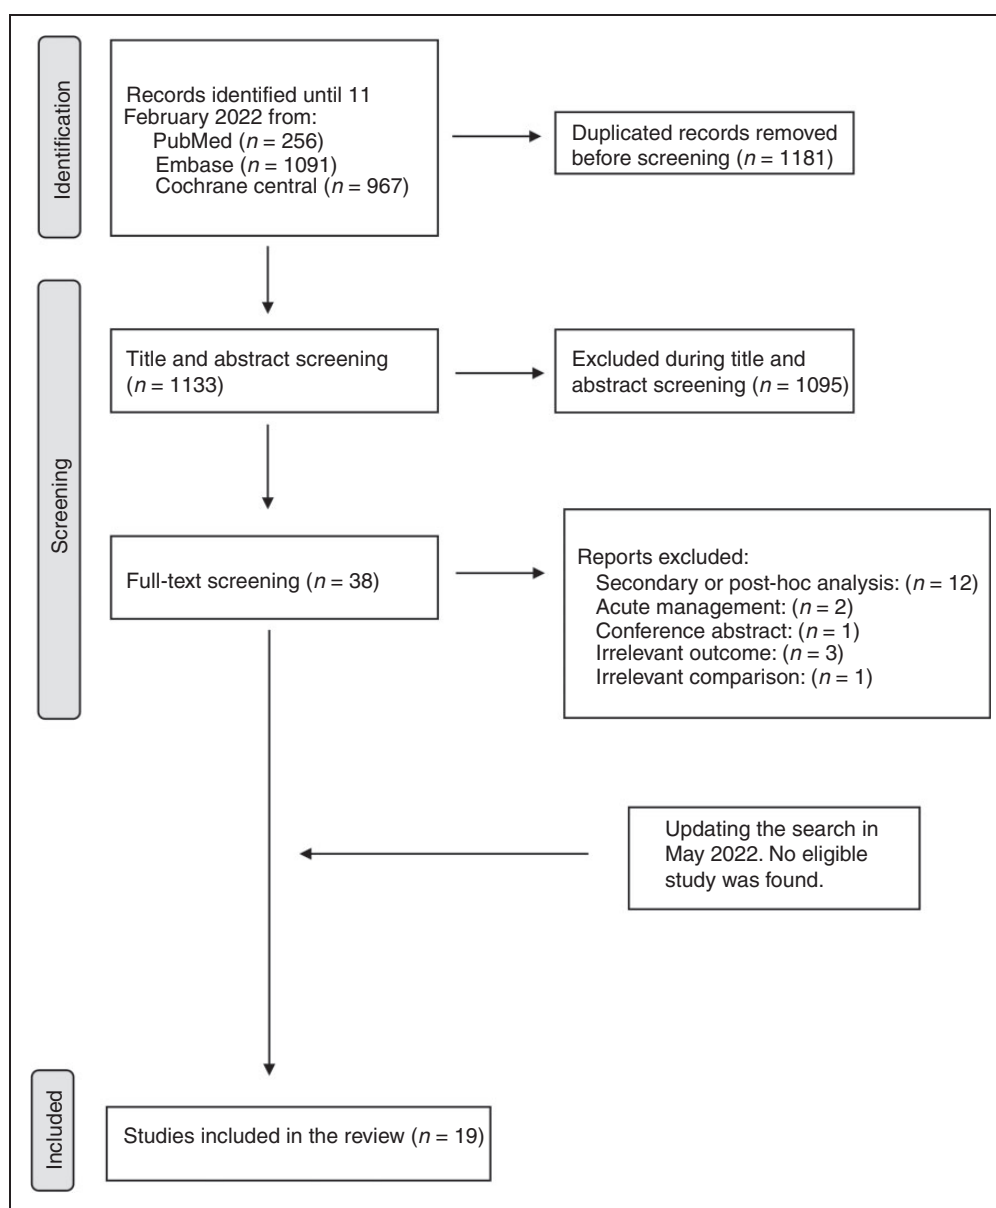 Identification
Records identified until 11
February 2022 from:
PubMed (n = 256)
Embase (n = 1091)
Cochrane central (n = 967)
Duplicated records removed
before screening (n = 1181)
Screening
Title and abstract screening
(n = 1133)
Excluded during title and
abstract screening (n = 1095)
Full-text screening (n = 38)
Reports excluded:
Secondary or post-hoc analysis: (n = 12)
Acute management: (n = 2)
Conference abstract: (n = 1)
Irrelevant outcome: (n = 3)
Irrelevant comparison: (n = 1)
Updating the search in
May 2022. No eligible
study was found.
Included
Studies included in the review (n = 19)